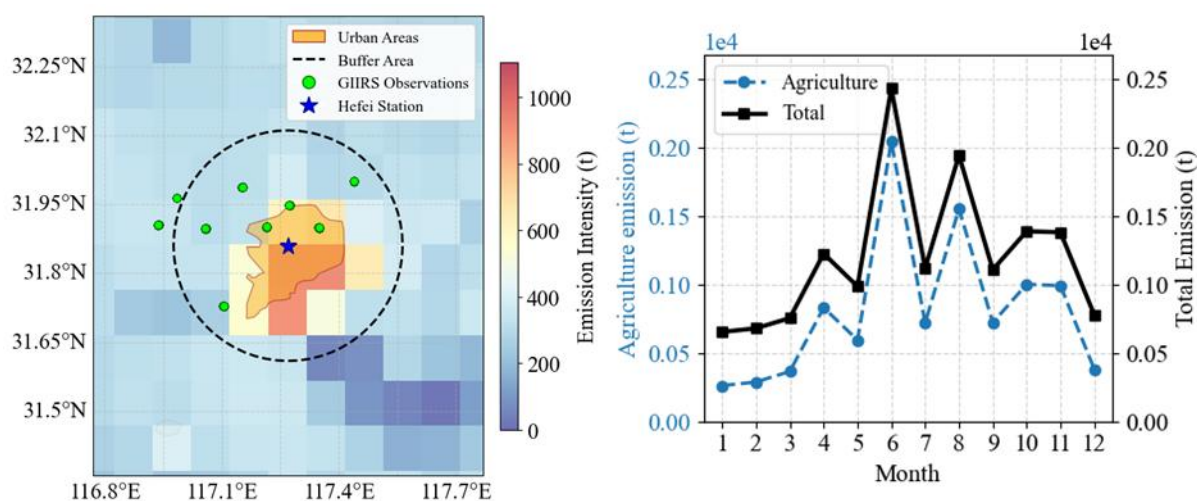 32.25°N
32.1°N
31.95°N
31.8°N
31.65°N
31.5°N
116.8°E 117.1°E 117.4°E 117.7°E
Urban Areas
Buffer Area
GIIRS Observations
Hefei Station
1000
800
600
400
200
0
Emission Intensity (t)
1e4
1e4
Agriculture
Total
Agriculture emission (t)
0.25
0.20
0.15
0.10
0.05
0.00
0.25
0.20
0.15
0.10
0.05
0.00
Total Emission (t)
1 2 3 4 5 6 7 8 9 10 11 12
Month